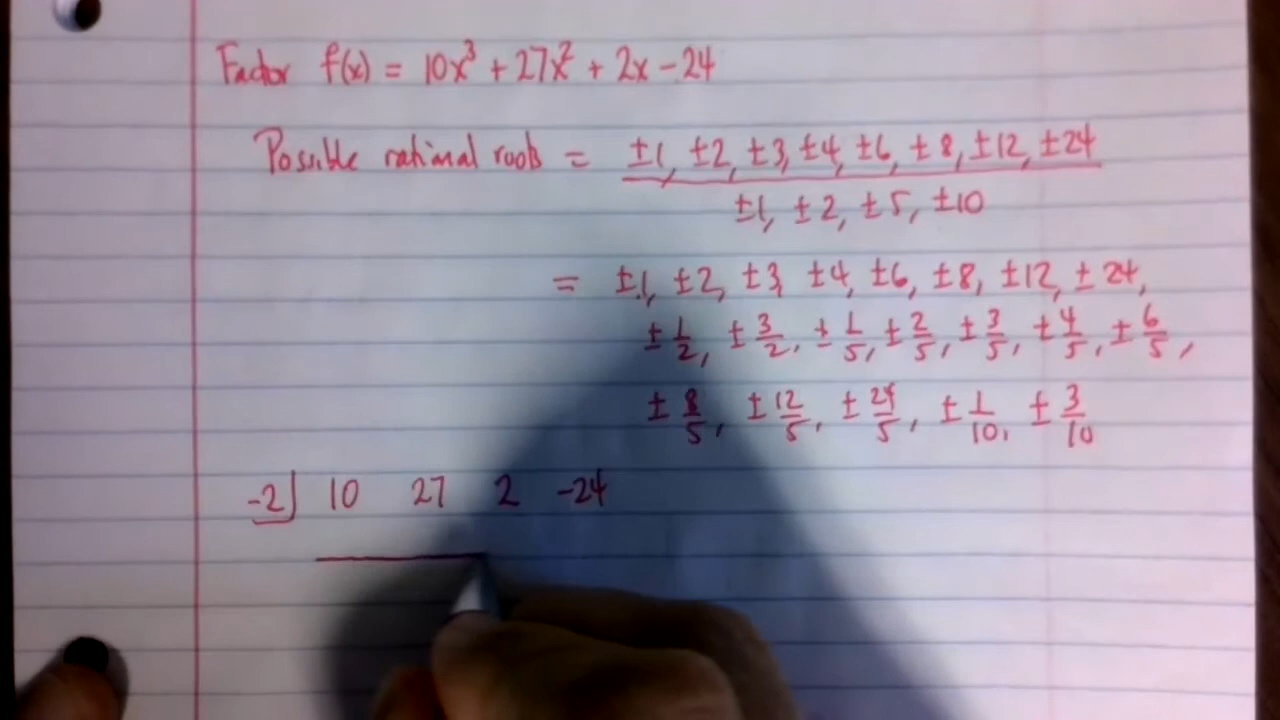 Factor f(x) = 10x³ + 27x² + 2x - 24
Possible rational roots = ±1, ±2, ±3, ±4, ±6, ±8, ±12, ±24
±1, ±2, ±5, ±10
= ±1, ±2, ±3, ±4, ±6, ±8, ±12, ±24,
±1/2, ±3/2, ±1/5, ±2/5, ±3/5, ±4/5, ±6/5,
±8/5, ±12/5, ±24/5, ±1/10, ±3/10
-2⌋ 10 27 2 -24